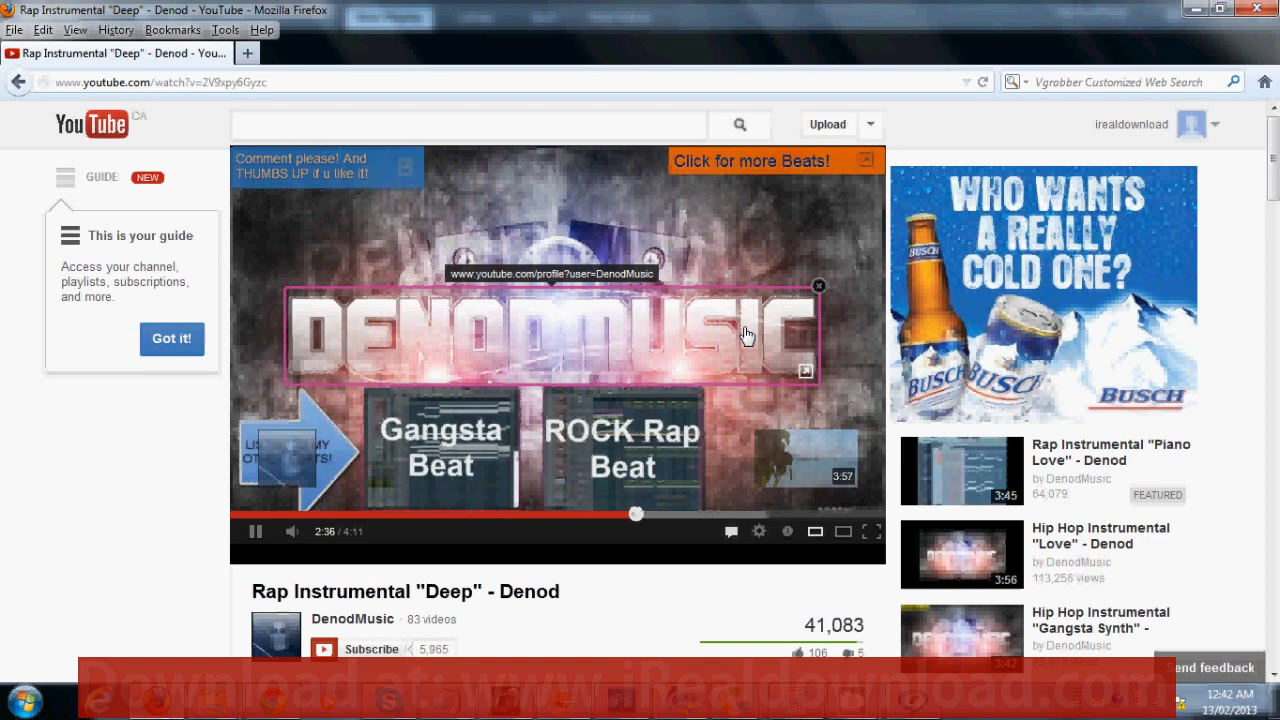 Rap Instrumental "Deep" - Denod - YouTube - Mozilla Firefox
File Edit View History Bookmarks Tools Help
Rap Instrumental "Deep" - Denod - You...
www.youtube.com/watch?v=2V9xpy6Gyzc
Vgrabber Customized Web Search
YouTube CA
Upload
irealdownload
GUIDE NEW
This is your guide
Access your channel,
playlists, subscriptions,
and more.
Got it!
Comment please! And
THUMBS UP if u like it!
Click for more Beats!
www.youtube.com/profile?user=DenodMusic
DENODMUSIC
Gangsta
Beat
ROCK Rap
Beat
3:57
2:36 / 4:11
WHO WANTS
A REALLY
COLD ONE?
BUSCH
BUSCH
BUSCH
BUSCH
Rap Instrumental "Piano
Love" - Denod
by DenodMusic
64,079
FEATURED
3:45
Hip Hop Instrumental
"Love" - Denod
by DenodMusic
113,256 views
3:56
Hip Hop Instrumental
"Gangsta Synth" -
by DenodMusic
3:42
Rap Instrumental "Deep" - Denod
DenodMusic · 83 videos
Subscribe 5,965
41,083
106 5
Send feedback
Download at: www.iRealdownload.com
12:42 AM
13/02/2013